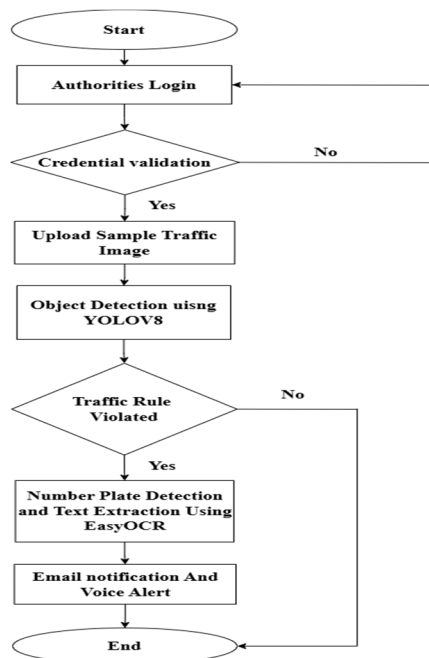 Start
Authorities Login
Credential validation
No
Yes
Upload Sample Traffic
Image
Object Detection uisng
YOLOV8
Traffic Rule
Violated
No
Yes
Number Plate Detection
and Text Extraction Using
EasyOCR
Email notification And
Voice Alert
End